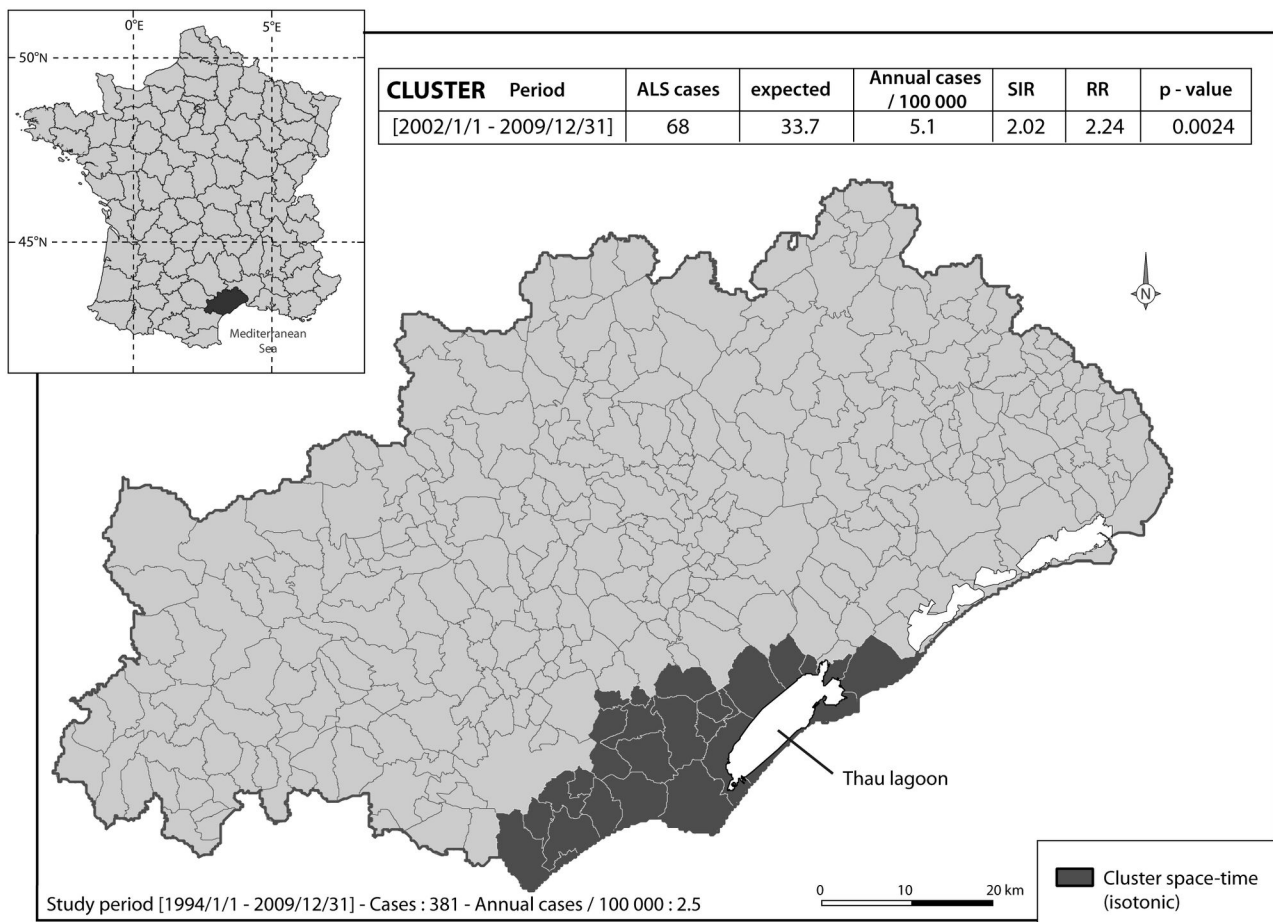 0°E 5°E
50°N
45°N
Mediterranean
Sea
CLUSTER Period ALS cases expected Annual cases / 100 000 SIR RR p - value
[2002/1/1 - 2009/12/31] 68 33.7 5.1 2.02 2.24 0.0024
N
Thau lagoon
Cluster space-time
(isotonic)
0 10 20 km
Study period [1994/1/1 - 2009/12/31] - Cases : 381 - Annual cases / 100 000 : 2.5